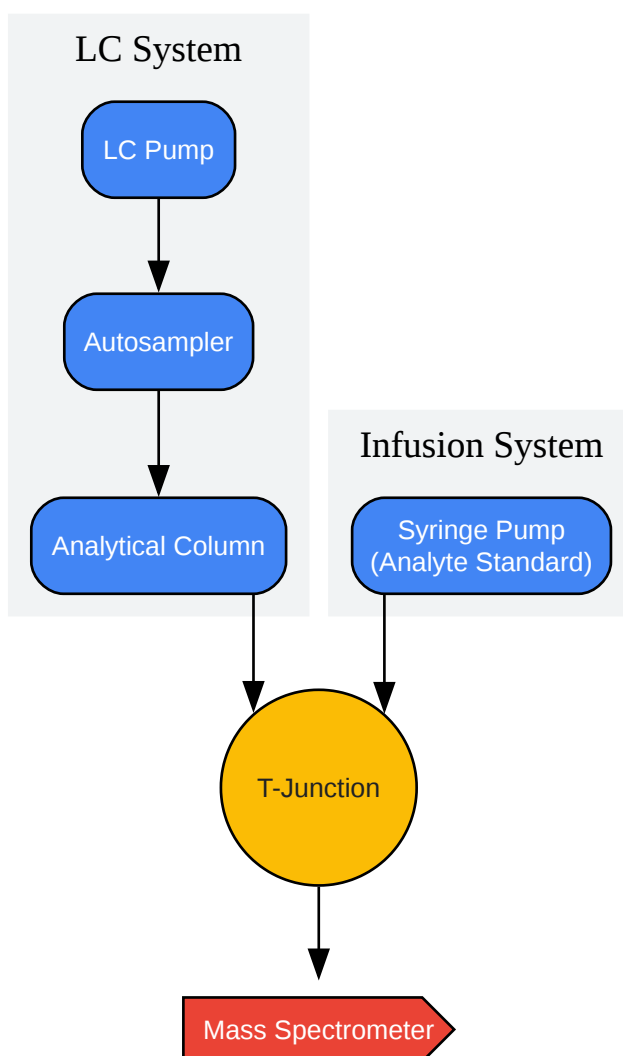 LC System
LC Pump
Autosampler
Analytical Column
Infusion System
Syringe Pump
(Analyte Standard)
T-Junction
Mass Spectrometer